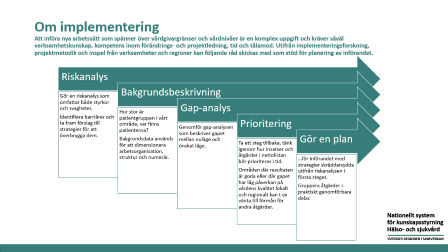 Om implementering
Att införa nya arbetssätt som spänner över vårdgivargränser och vårdnivåer är en komplex uppgift och kräver såväl
verksamhetskunskap, kompetens inom förändrings- och projektledning, tid och tålamod. Utifrån implementeringsforskning,
projektmetodik och inspel från verksamheter och regioner kan följande råd skickas med som stöd för planering av införandet.
Riskanalys
Gör en riskanalys som
omfattar både styrkor
och svagheter.
Identifiera barriärer och
ta fram förslag till
strategier för att
överbrygga dem.
Bakgrundsbeskrivning
Hur stor är
patientgruppen i vårt
område, var finns
patienterna?
Bakgrundsdata används
för att dimensionera
arbetsorganisation,
struktur och numerär.
Gap-analys
Genomför gap-analysen
som beskriver gapet
mellan nuläge och
önskat läge.
Prioritering
Ta ett steg tillbaka, tänk
igenom hur insatser och
åtgärder i nettolistan
bör prioriteras i tid.
Områden där resultaten
är goda eller där gapet
har låg påverkan på
vårdens kvalitet lokalt
och regionalt kan t ex
vänta till förmån för
andra åtgärder.
Gör en plan
...för införandet med
strategier skräddarsydda
utifrån riskanalysen i
första steget.
Gruppera åtgärder i
praktiskt genomförbara
delar.
Nationellt system
för kunskapsstyrning
Hälso- och sjukvård
SVERIGES REGIONER I SAMVERKAN